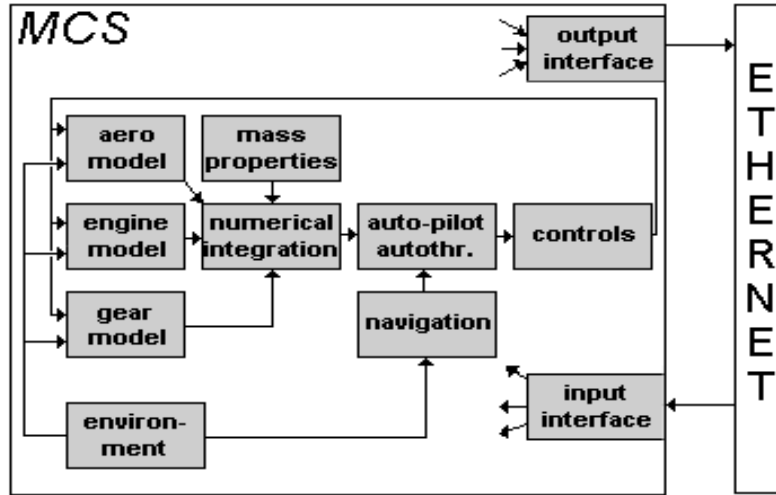 MCS
output
interface
aero
model
mass
properties
engine
model
numerical
integration
auto-pilot
autothr.
controls
gear
model
navigation
environ-
ment
input
interface
E
T
H
E
R
N
E
T